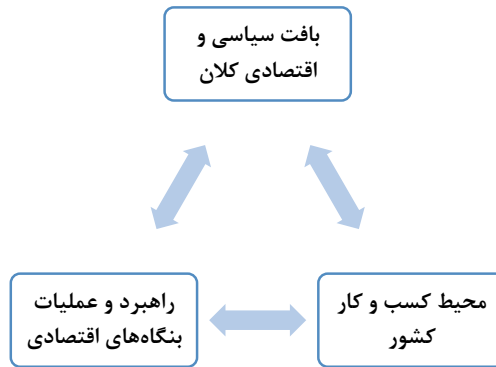 بافت سیاسی و
اقتصادی کلان
محیط کسب و کار
کشور
راهبرد و عملیات
بنگاه‌های اقتصادی